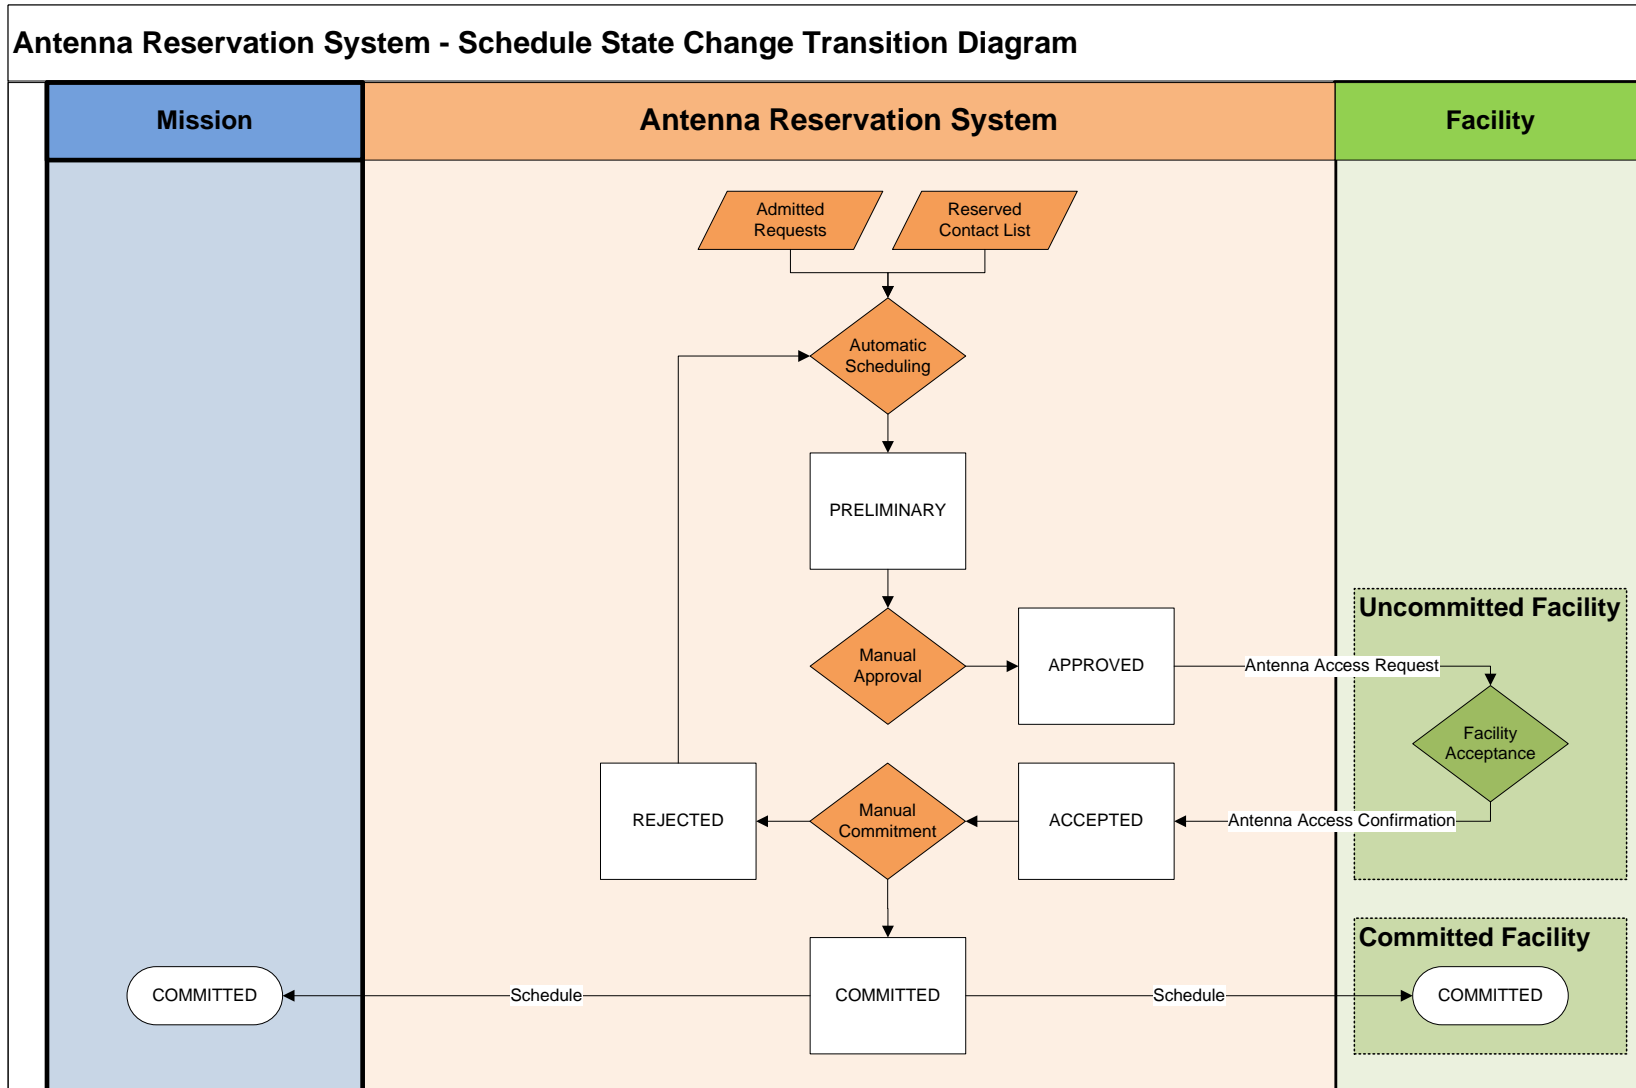 Antenna Reservation System - Schedule State Change Transition Diagram
Mission
Antenna Reservation System
Facility
Admitted
Requests
Reserved
Contact List
Automatic
Scheduling
PRELIMINARY
Manual
Approval
APPROVED
Antenna Access Request
Uncommitted Facility
Facility
Acceptance
REJECTED
Manual
Commitment
ACCEPTED
Antenna Access Confirmation
Committed Facility
COMMITTED
Schedule
COMMITTED
Schedule
COMMITTED